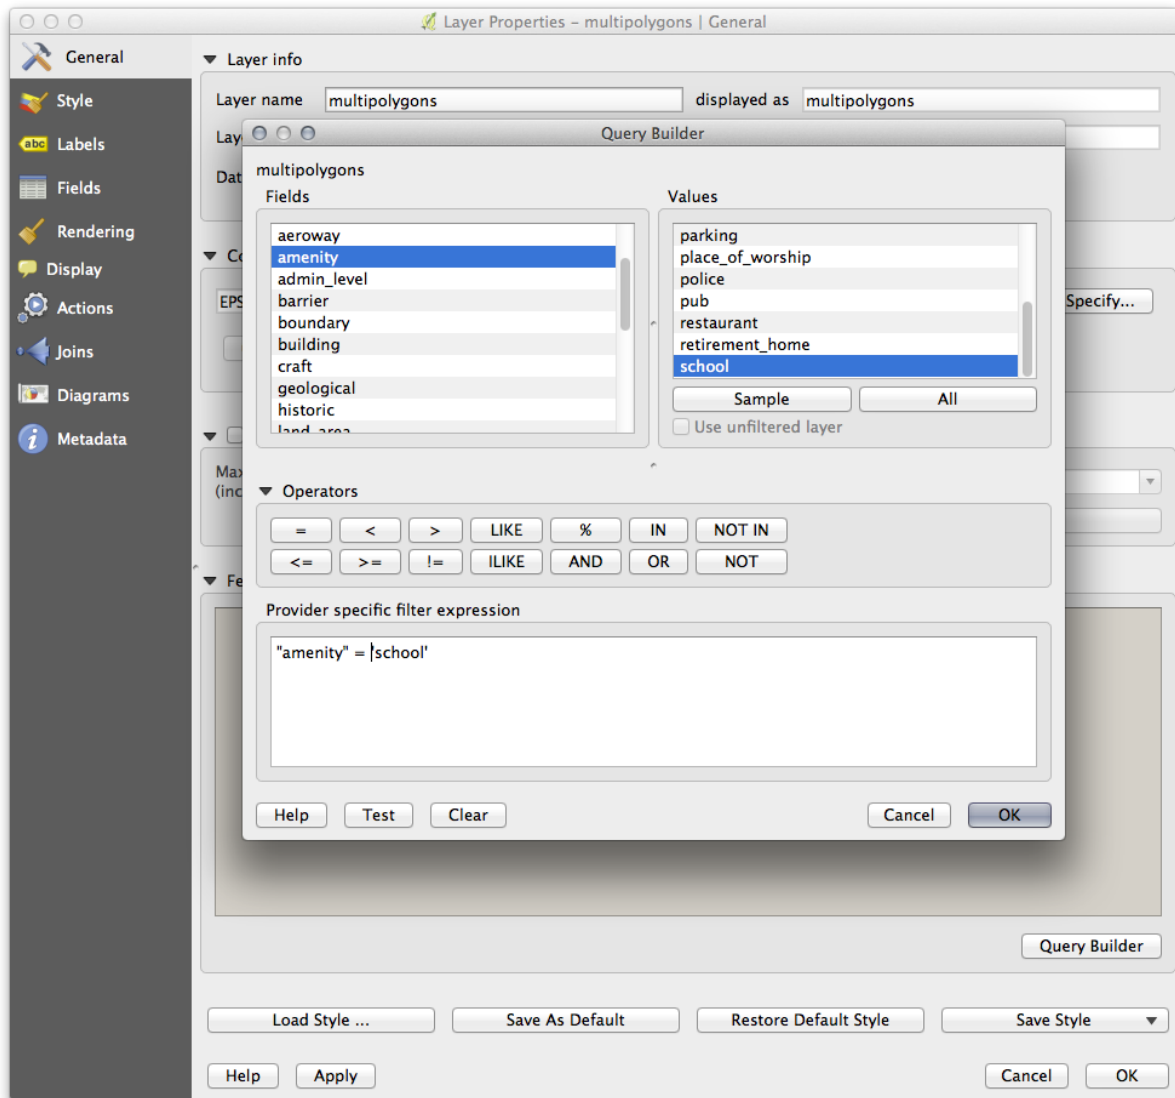 Layer Properties – multipolygons | General
General
Style
abc Labels
Fields
Rendering
Display
Actions
Joins
Diagrams
Metadata
Layer info
Layer name multipolygons displayed as multipolygons
Query Builder
multipolygons
Fields
aeroway
amenity
admin_level
barrier
boundary
building
craft
geological
historic
land_area
Values
parking
place_of_worship
police
pub
restaurant
retirement_home
school
Sample All
Use unfiltered layer
Specify...
Operators
= < > LIKE % IN NOT IN
<= >= != ILIKE AND OR NOT
Provider specific filter expression
"amenity" = 'school'
Help Test Clear Cancel OK
Query Builder
Load Style ... Save As Default Restore Default Style Save Style
Help Apply Cancel OK